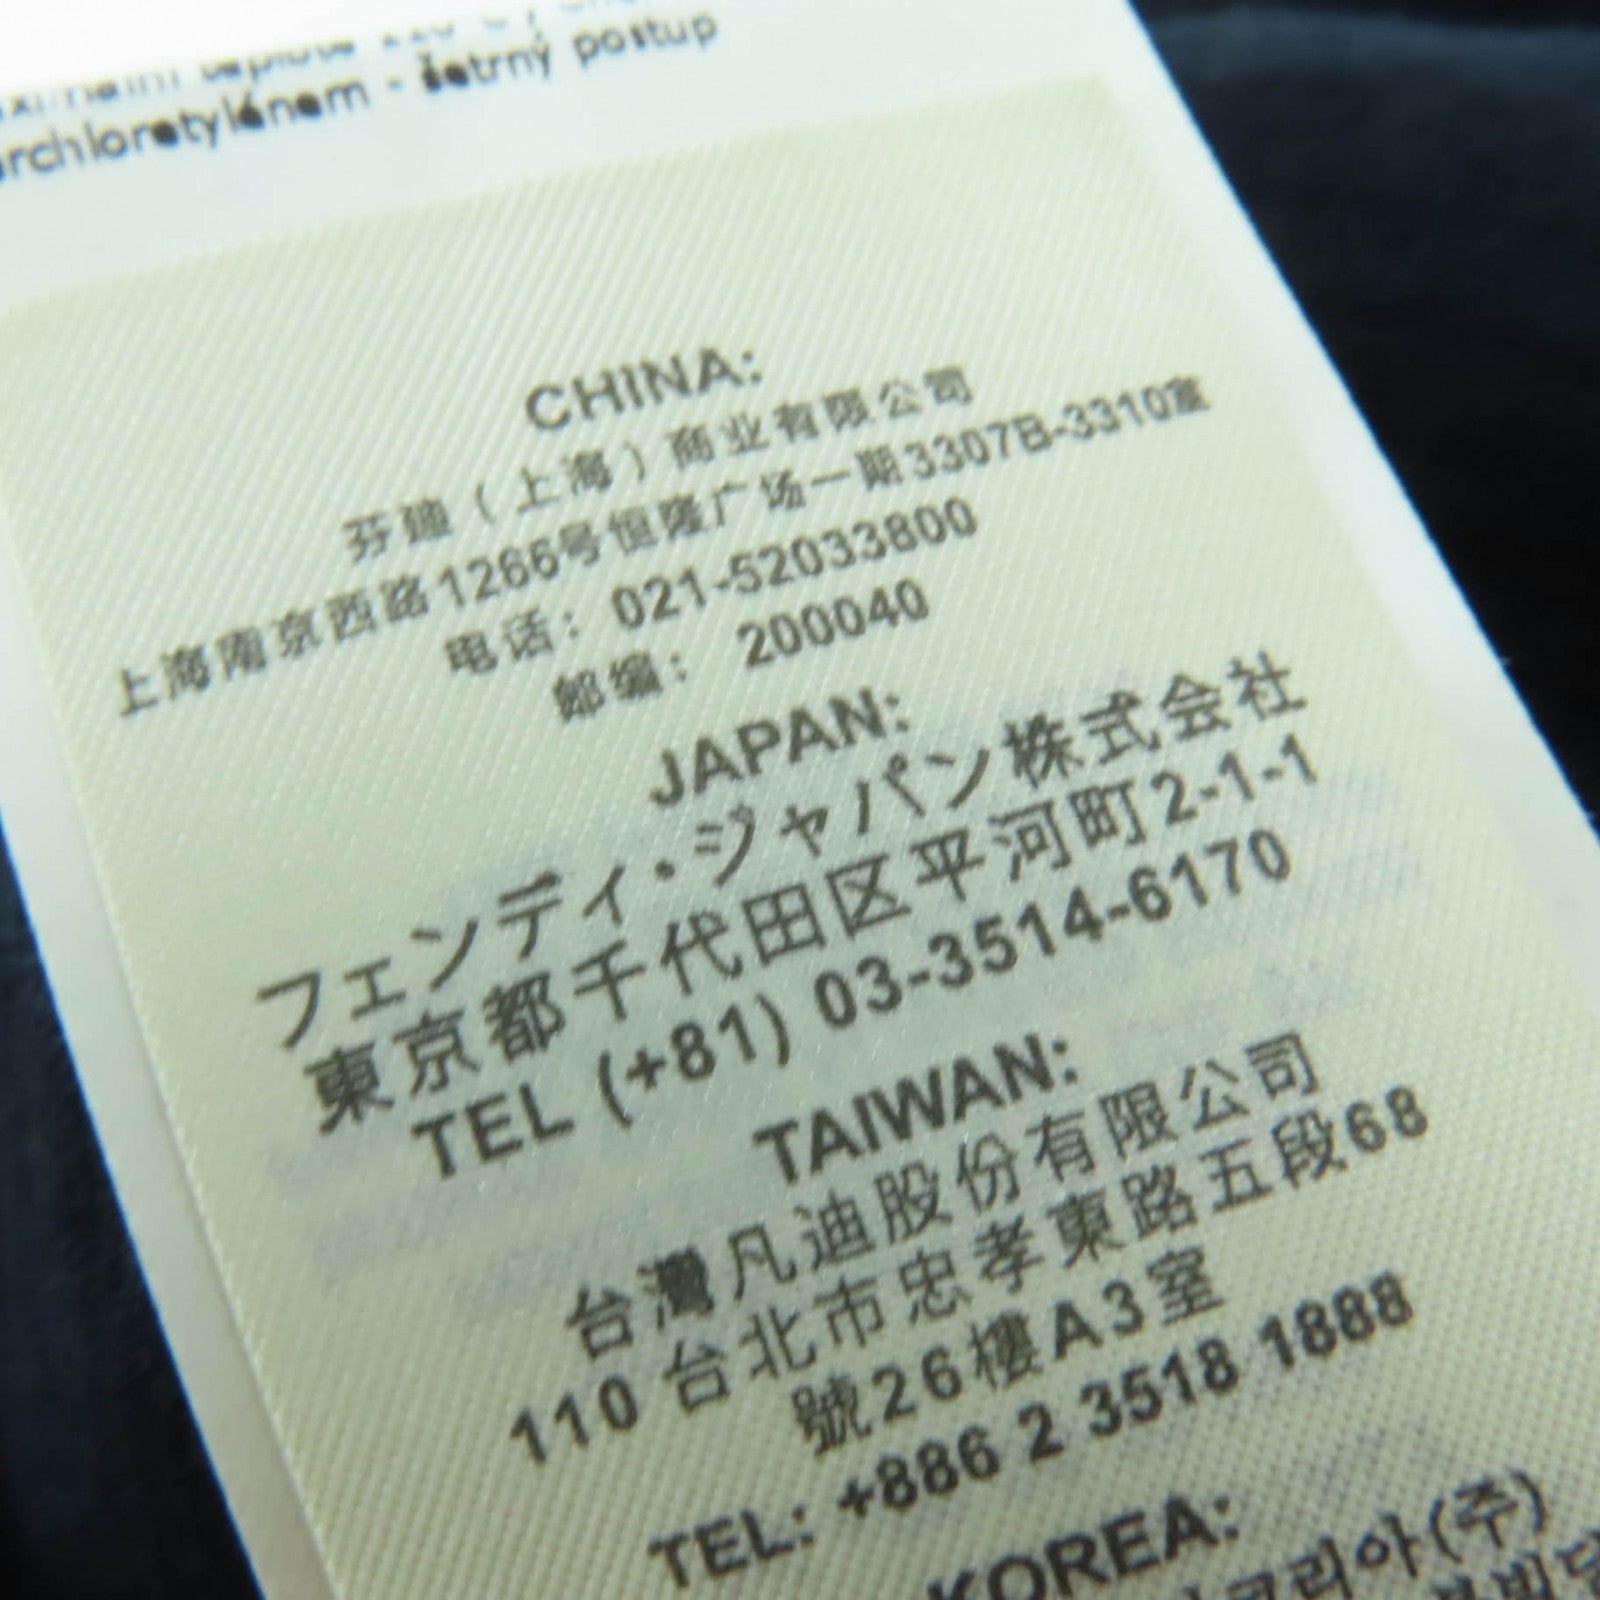 šetrný postup
CHINA:
芬迪（上海）商业有限公司
上海南京西路1266号恒隆广场一期3307B-3310室
电话: 021-52033800
邮编: 200040
JAPAN:
フェンディ・ジャパン株式会社
東京都千代田区平河町2-1-1
TEL (+81) 03-3514-6170
TAIWAN:
台灣凡迪股份有限公司
110 台北市忠孝東路五段68
號26樓A3室
TEL: +886 2 3518 1888
KOREA:
코리아(주)